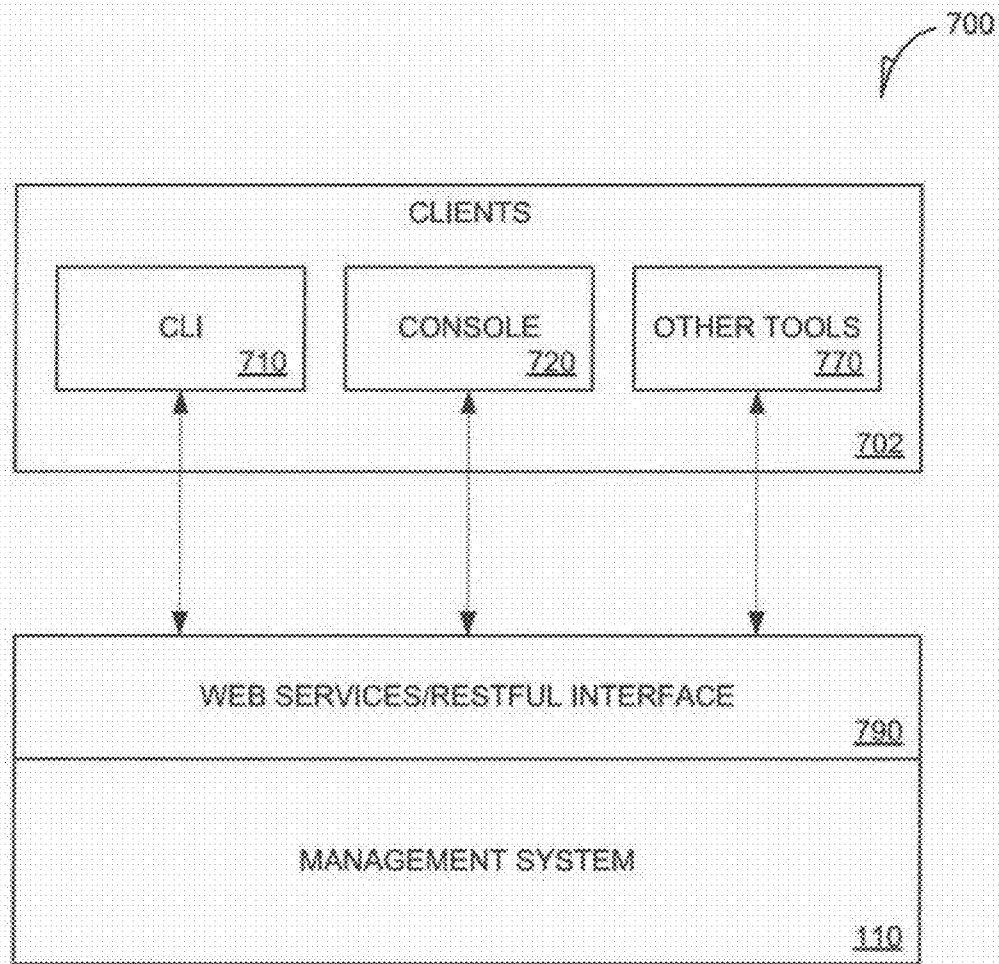 700
CLIENTS
CLI
710
CONSOLE
720
OTHER TOOLS
770
702
WEB SERVICES/RESTFUL INTERFACE
790
MANAGEMENT SYSTEM
110